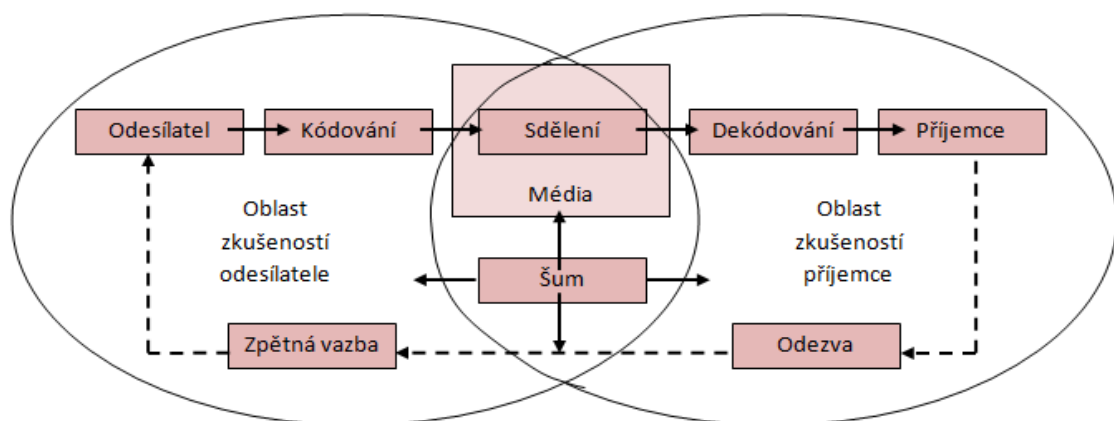 Odesílatel
Kódování
Sdělení
Dekódování
Příjemce
Média
Oblast
zkušeností
odesílatele
Oblast
zkušeností
příjemce
Šum
Zpětná vazba
Odezva